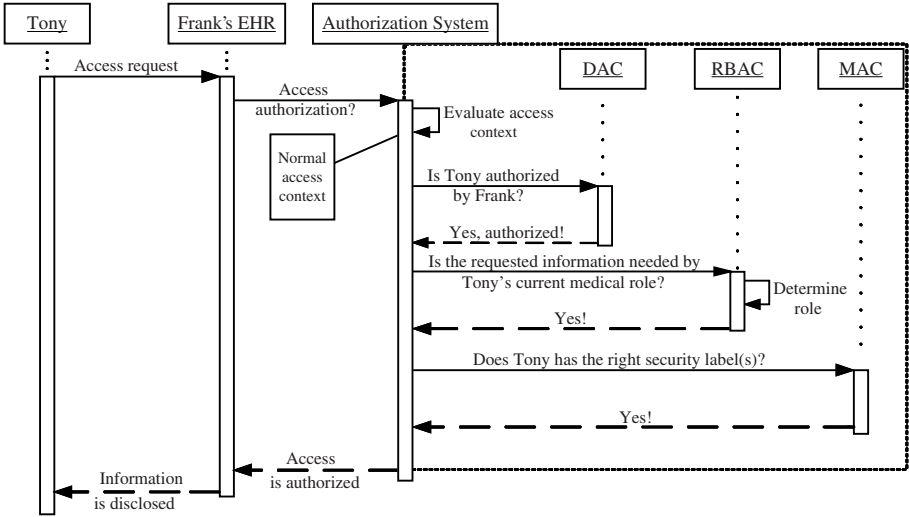 Tony
Frank's EHR
Authorization System
DAC
RBAC
MAC
Access request
Access
authorization?
Evaluate access
context
Normal
access
context
Is Tony authorized
by Frank?
Yes, authorized!
Is the requested information needed by
Tony's current medical role?
Determine
role
Yes!
Does Tony has the right security label(s)?
Yes!
Access
is authorized
Information
is disclosed